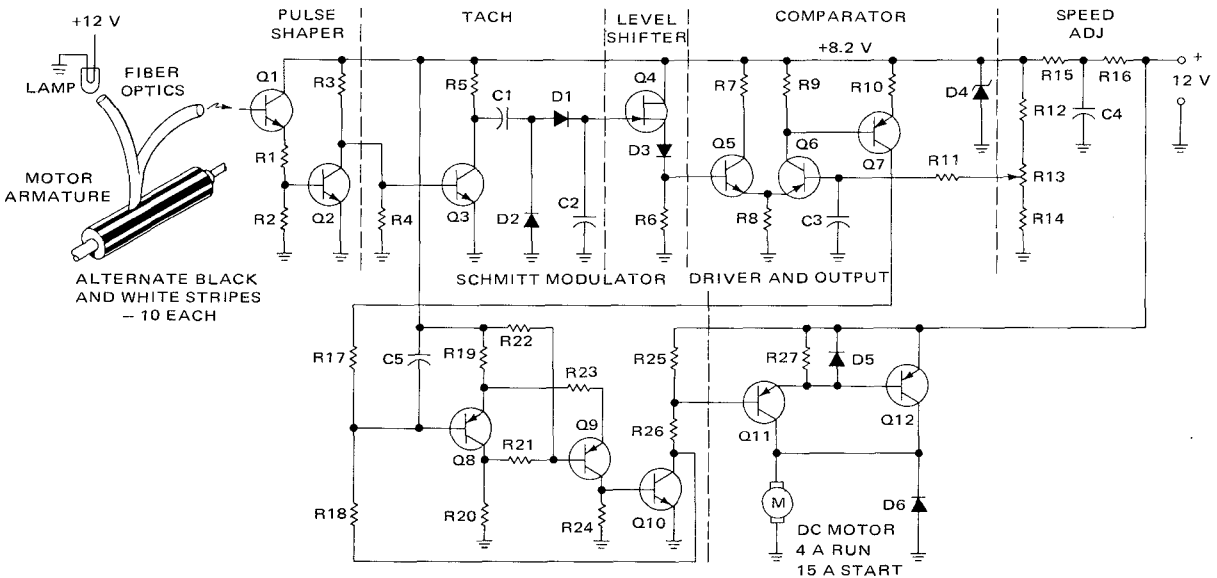 PULSE SHAPER
TACH
LEVEL SHIFTER
COMPARATOR
SPEED ADJ
+12 V
LAMP
FIBER OPTICS
MOTOR ARMATURE
ALTERNATE BLACK
AND WHITE STRIPES
– 10 EACH
+8.2 V
Q1
R1
R2
R3
Q2
R4
R5
C1
D1
Q3
D2
C2
Q4
D3
R6
R7
Q5
R8
R9
Q6
C3
R10
Q7
R11
D4
R12
R13
R14
R15
C4
R16
+
12 V
SCHMITT MODULATOR
DRIVER AND OUTPUT
R17
R18
C5
R19
R22
R23
Q8
R21
R20
Q9
R24
Q10
R25
R26
R27
D5
Q11
Q12
M
D6
DC MOTOR
4 A RUN
15 A START